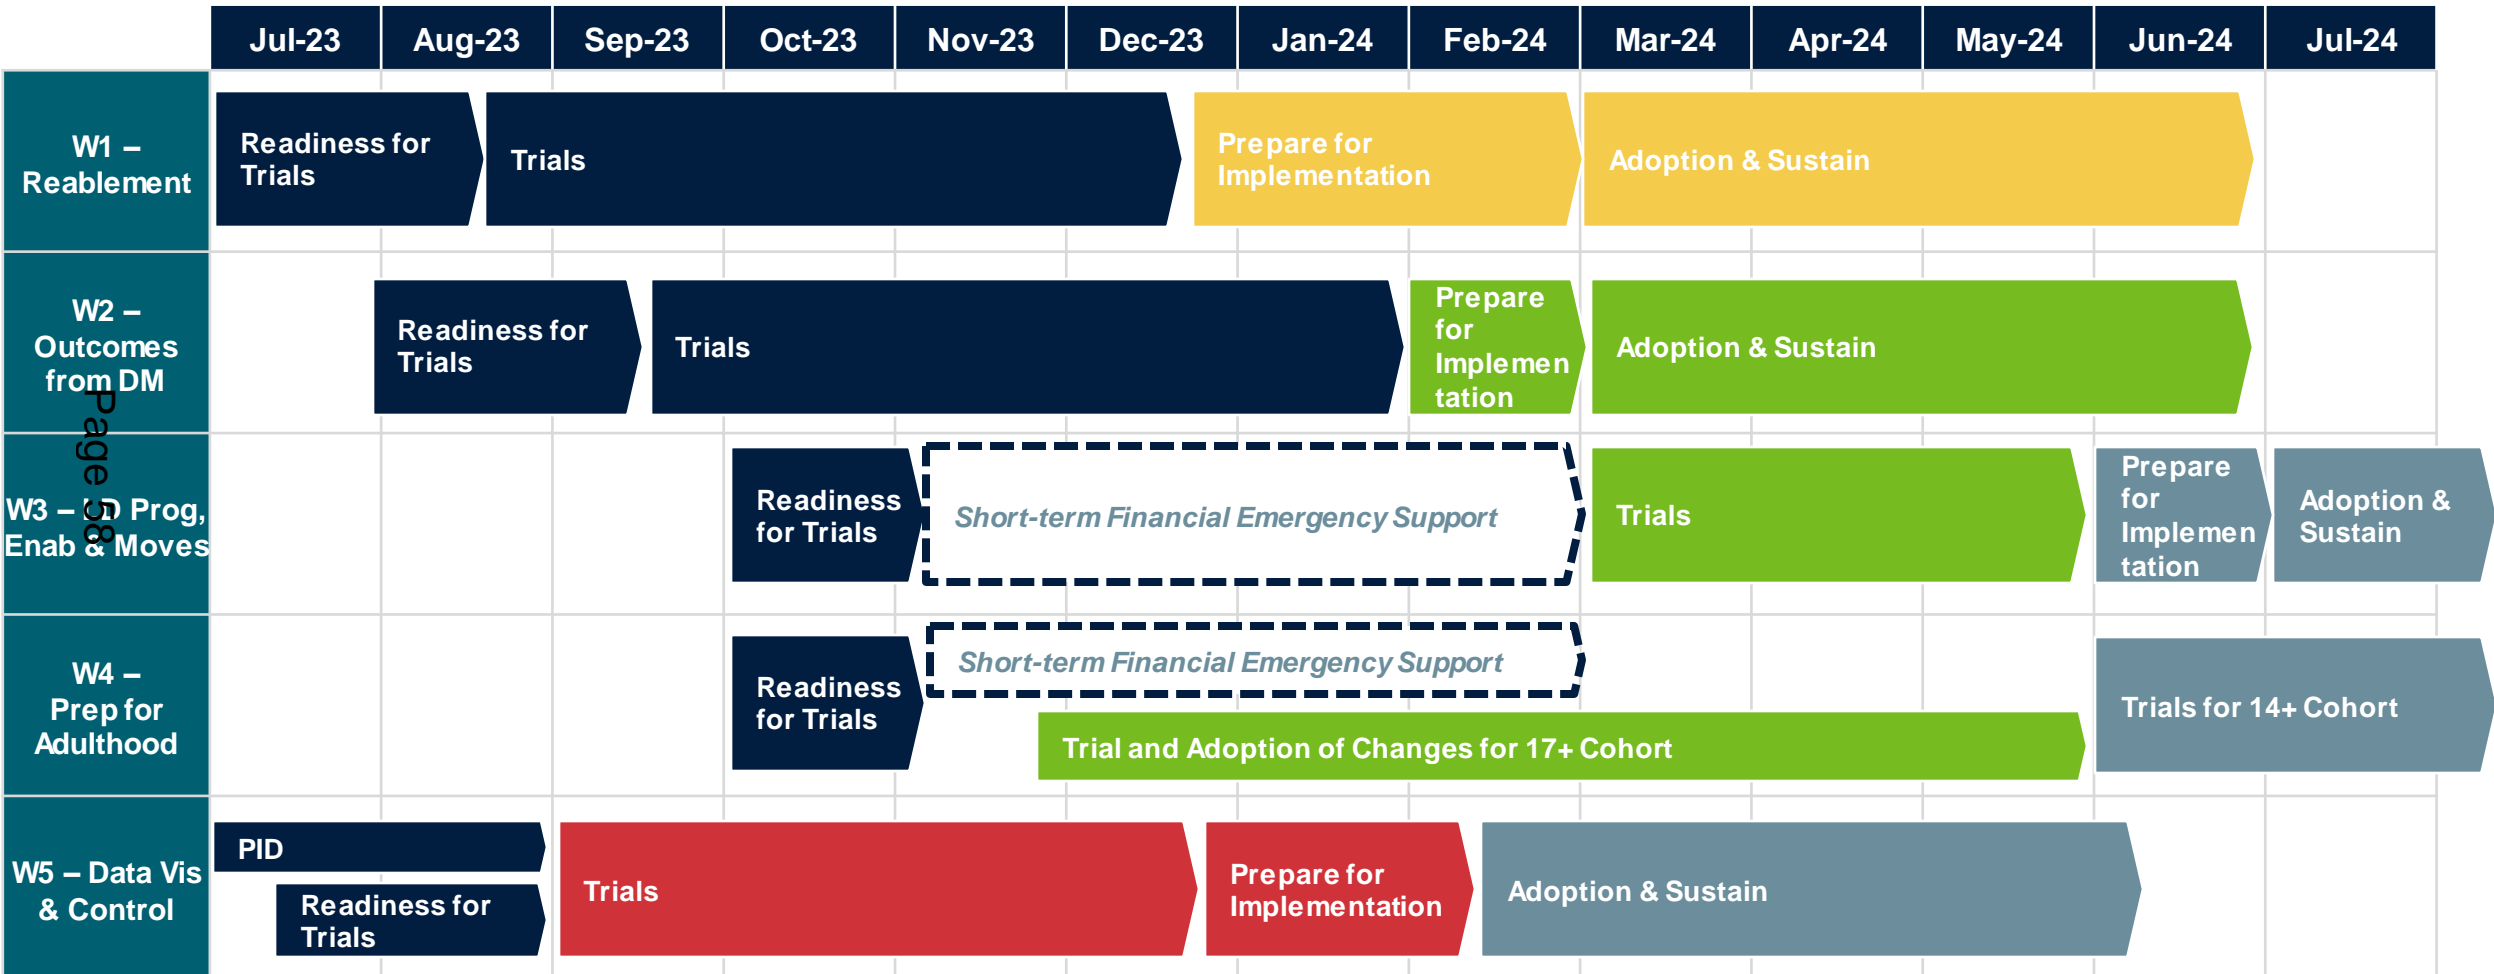 Jul-23 Aug-23 Sep-23 Oct-23 Nov-23 Dec-23 Jan-24 Feb-24 Mar-24 Apr-24 May-24 Jun-24 Jul-24
W1 –
Reablement
Readiness for
Trials
Trials
Prepare for
Implementation
Adoption & Sustain
W2 –
Outcomes
from DM
Readiness for
Trials
Trials
Prepare
for
Implemen
tation
Adoption & Sustain
Page 58
W3 – LD Prog,
Enab & Moves
Readiness
for Trials
Short-term Financial Emergency Support
Trials
Prepare
for
Implemen
tation
Adoption &
Sustain
W4 –
Prep for
Adulthood
Readiness
for Trials
Short-term Financial Emergency Support
Trial and Adoption of Changes for 17+ Cohort
Trials for 14+ Cohort
W5 – Data Vis
& Control
PID
Readiness for
Trials
Trials
Prepare for
Implementation
Adoption & Sustain